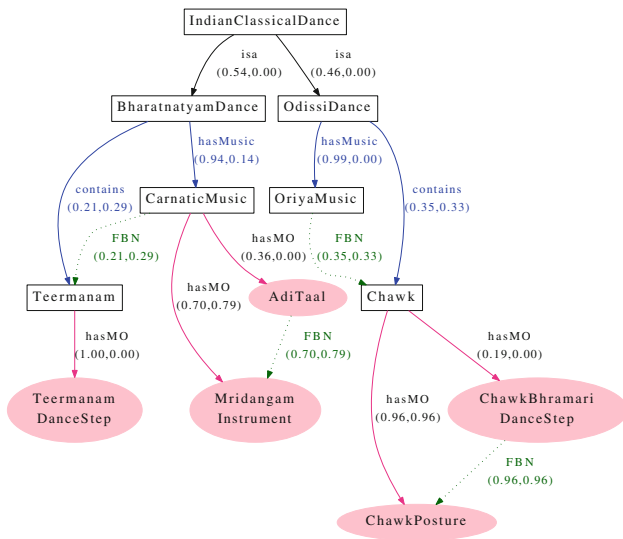 IndianClassicalDance
isa
(0.54,0.00)
isa
(0.46,0.00)
BharatnatyamDance
OdissiDance
hasMusic
(0.94,0.14)
hasMusic
(0.99,0.00)
contains
(0.21,0.29)
CarnaticMusic
OriyaMusic
contains
(0.35,0.33)
FBN
(0.21,0.29)
hasMO
(0.36,0.00)
FBN
(0.35,0.33)
Teermanam
hasMO
(0.70,0.79)
AdiTaal
Chawk
hasMO
(1.00,0.00)
FBN
(0.70,0.79)
hasMO
(0.19,0.00)
Teermanam
DanceStep
Mridangam
Instrument
hasMO
(0.96,0.96)
ChawkBhramari
DanceStep
FBN
(0.96,0.96)
ChawkPosture